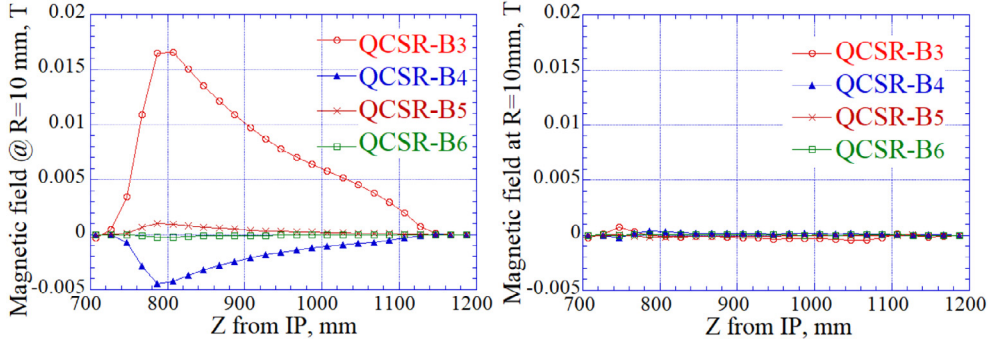 Magnetic field @ R=10 mm, T
0.02
0.015
0.01
0.005
0
-0.005
QCSR-B3
QCSR-B4
QCSR-B5
QCSR-B6
700 800 900 1000 1100 1200
Z from IP, mm
Magnetic field at R=10mm, T
0.02
0.015
0.01
0.005
0
-0.005
QCSR-B3
QCSR-B4
QCSR-B5
QCSR-B6
700 800 900 1000 1100 1200
Z from IP, mm